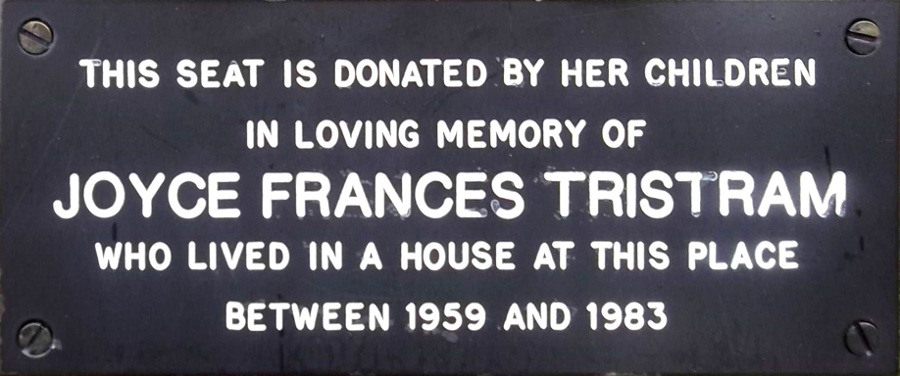 THIS SEAT IS DONATED BY HER CHILDREN
IN LOVING MEMORY OF
JOYCE FRANCES TRISTRAM
WHO LIVED IN A HOUSE AT THIS PLACE
BETWEEN 1959 AND 1983